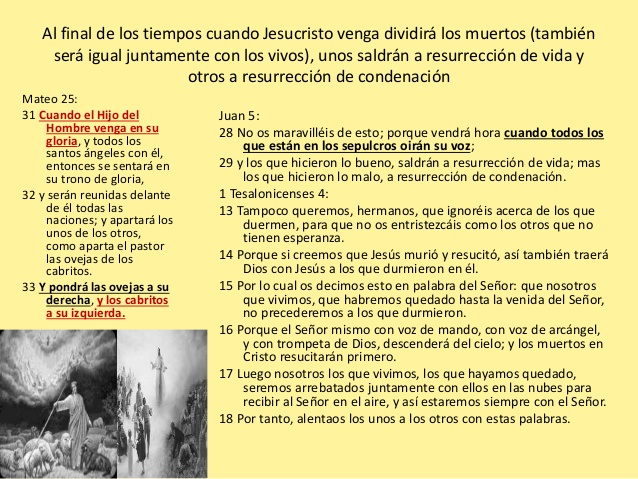 Al final de los tiempos cuando Jesucristo venga dividirá los muertos (también
será igual juntamente con los vivos), unos saldrán a resurrección de vida y
otros a resurrección de condenación
Mateo 25:
31 Cuando el Hijo del
Hombre venga en su
gloria, y todos los
santos ángeles con él,
entonces se sentará en
su trono de gloria,
32 y serán reunidas delante
de él todas las
naciones; y apartará los
unos de los otros,
como aparta el pastor
las ovejas de los
cabritos.
33 Y pondrá las ovejas a su
derecha, y los cabritos
a su izquierda.
Juan 5:
28 No os maravilléis de esto; porque vendrá hora cuando todos los
que están en los sepulcros oirán su voz;
29 y los que hicieron lo bueno, saldrán a resurrección de vida; mas
los que hicieron lo malo, a resurrección de condenación.
1 Tesalonicenses 4:
13 Tampoco queremos, hermanos, que ignoréis acerca de los que
duermen, para que no os entristezcáis como los otros que no
tienen esperanza.
14 Porque si creemos que Jesús murió y resucitó, así también traerá
Dios con Jesús a los que durmieron en él.
15 Por lo cual os decimos esto en palabra del Señor: que nosotros
que vivimos, que habremos quedado hasta la venida del Señor,
no precederemos a los que durmieron.
16 Porque el Señor mismo con voz de mando, con voz de arcángel,
y con trompeta de Dios, descenderá del cielo; y los muertos en
Cristo resucitarán primero.
17 Luego nosotros los que vivimos, los que hayamos quedado,
seremos arrebatados juntamente con ellos en las nubes para
recibir al Señor en el aire, y así estaremos siempre con el Señor.
18 Por tanto, alentaos los unos a los otros con estas palabras.